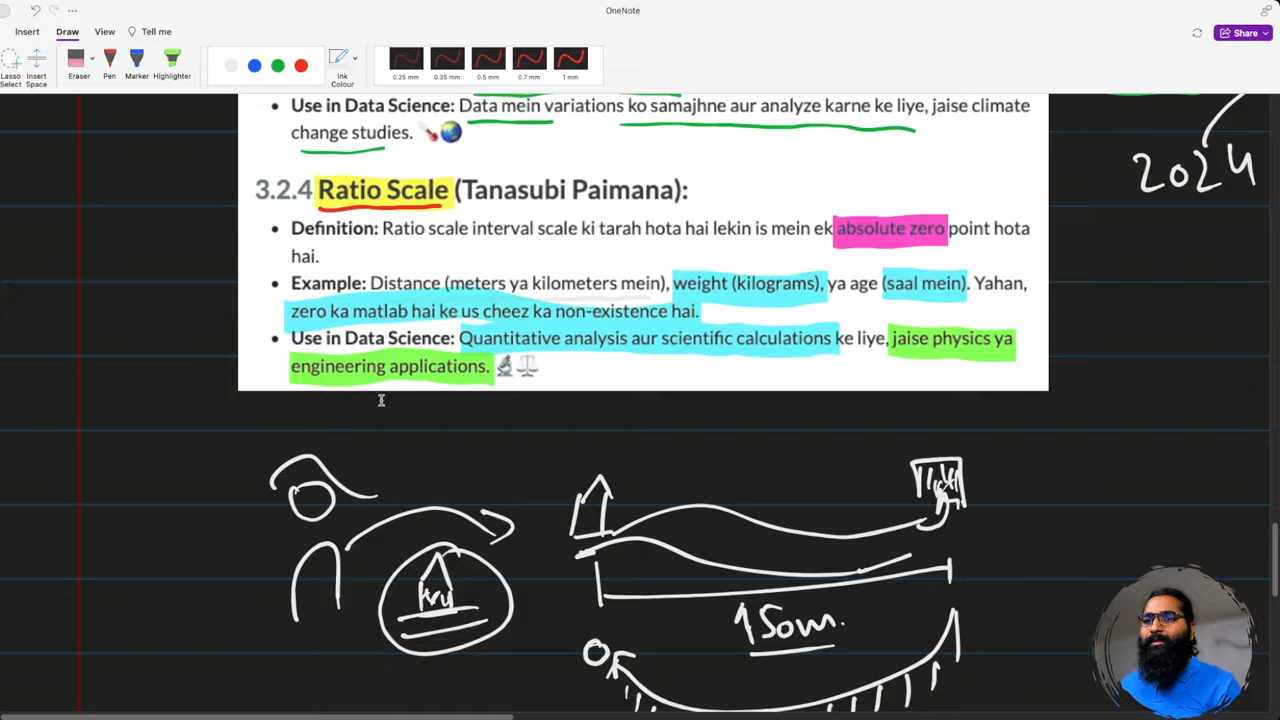 OneNote
Insert Draw View Tell me
Share
Lasso Select
Insert Space
Eraser
Pen
Marker
Highlighter
Ink Colour
0.25 mm
0.35 mm
0.5 mm
0.7 mm
1 mm
• Use in Data Science: Data mein variations ko samajhne aur analyze karne ke liye, jaise climate
change studies. 🌡️🌏
2024
3.2.4 Ratio Scale (Tanasubi Paimana):
• Definition: Ratio scale interval scale ki tarah hota hai lekin is mein ek absolute zero point hota
hai.
• Example: Distance (meters ya kilometers mein), weight (kilograms), ya age (saal mein). Yahan,
zero ka matlab hai ke us cheez ka non-existence hai.
• Use in Data Science: Quantitative analysis aur scientific calculations ke liye, jaise physics ya
engineering applications. 🔬⚖️
150m.